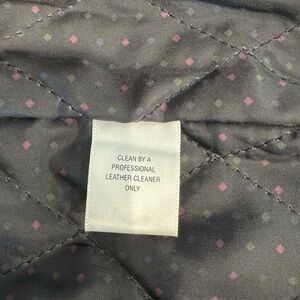 CLEAN BY A
PROFESSIONAL
LEATHER CLEANER
ONLY